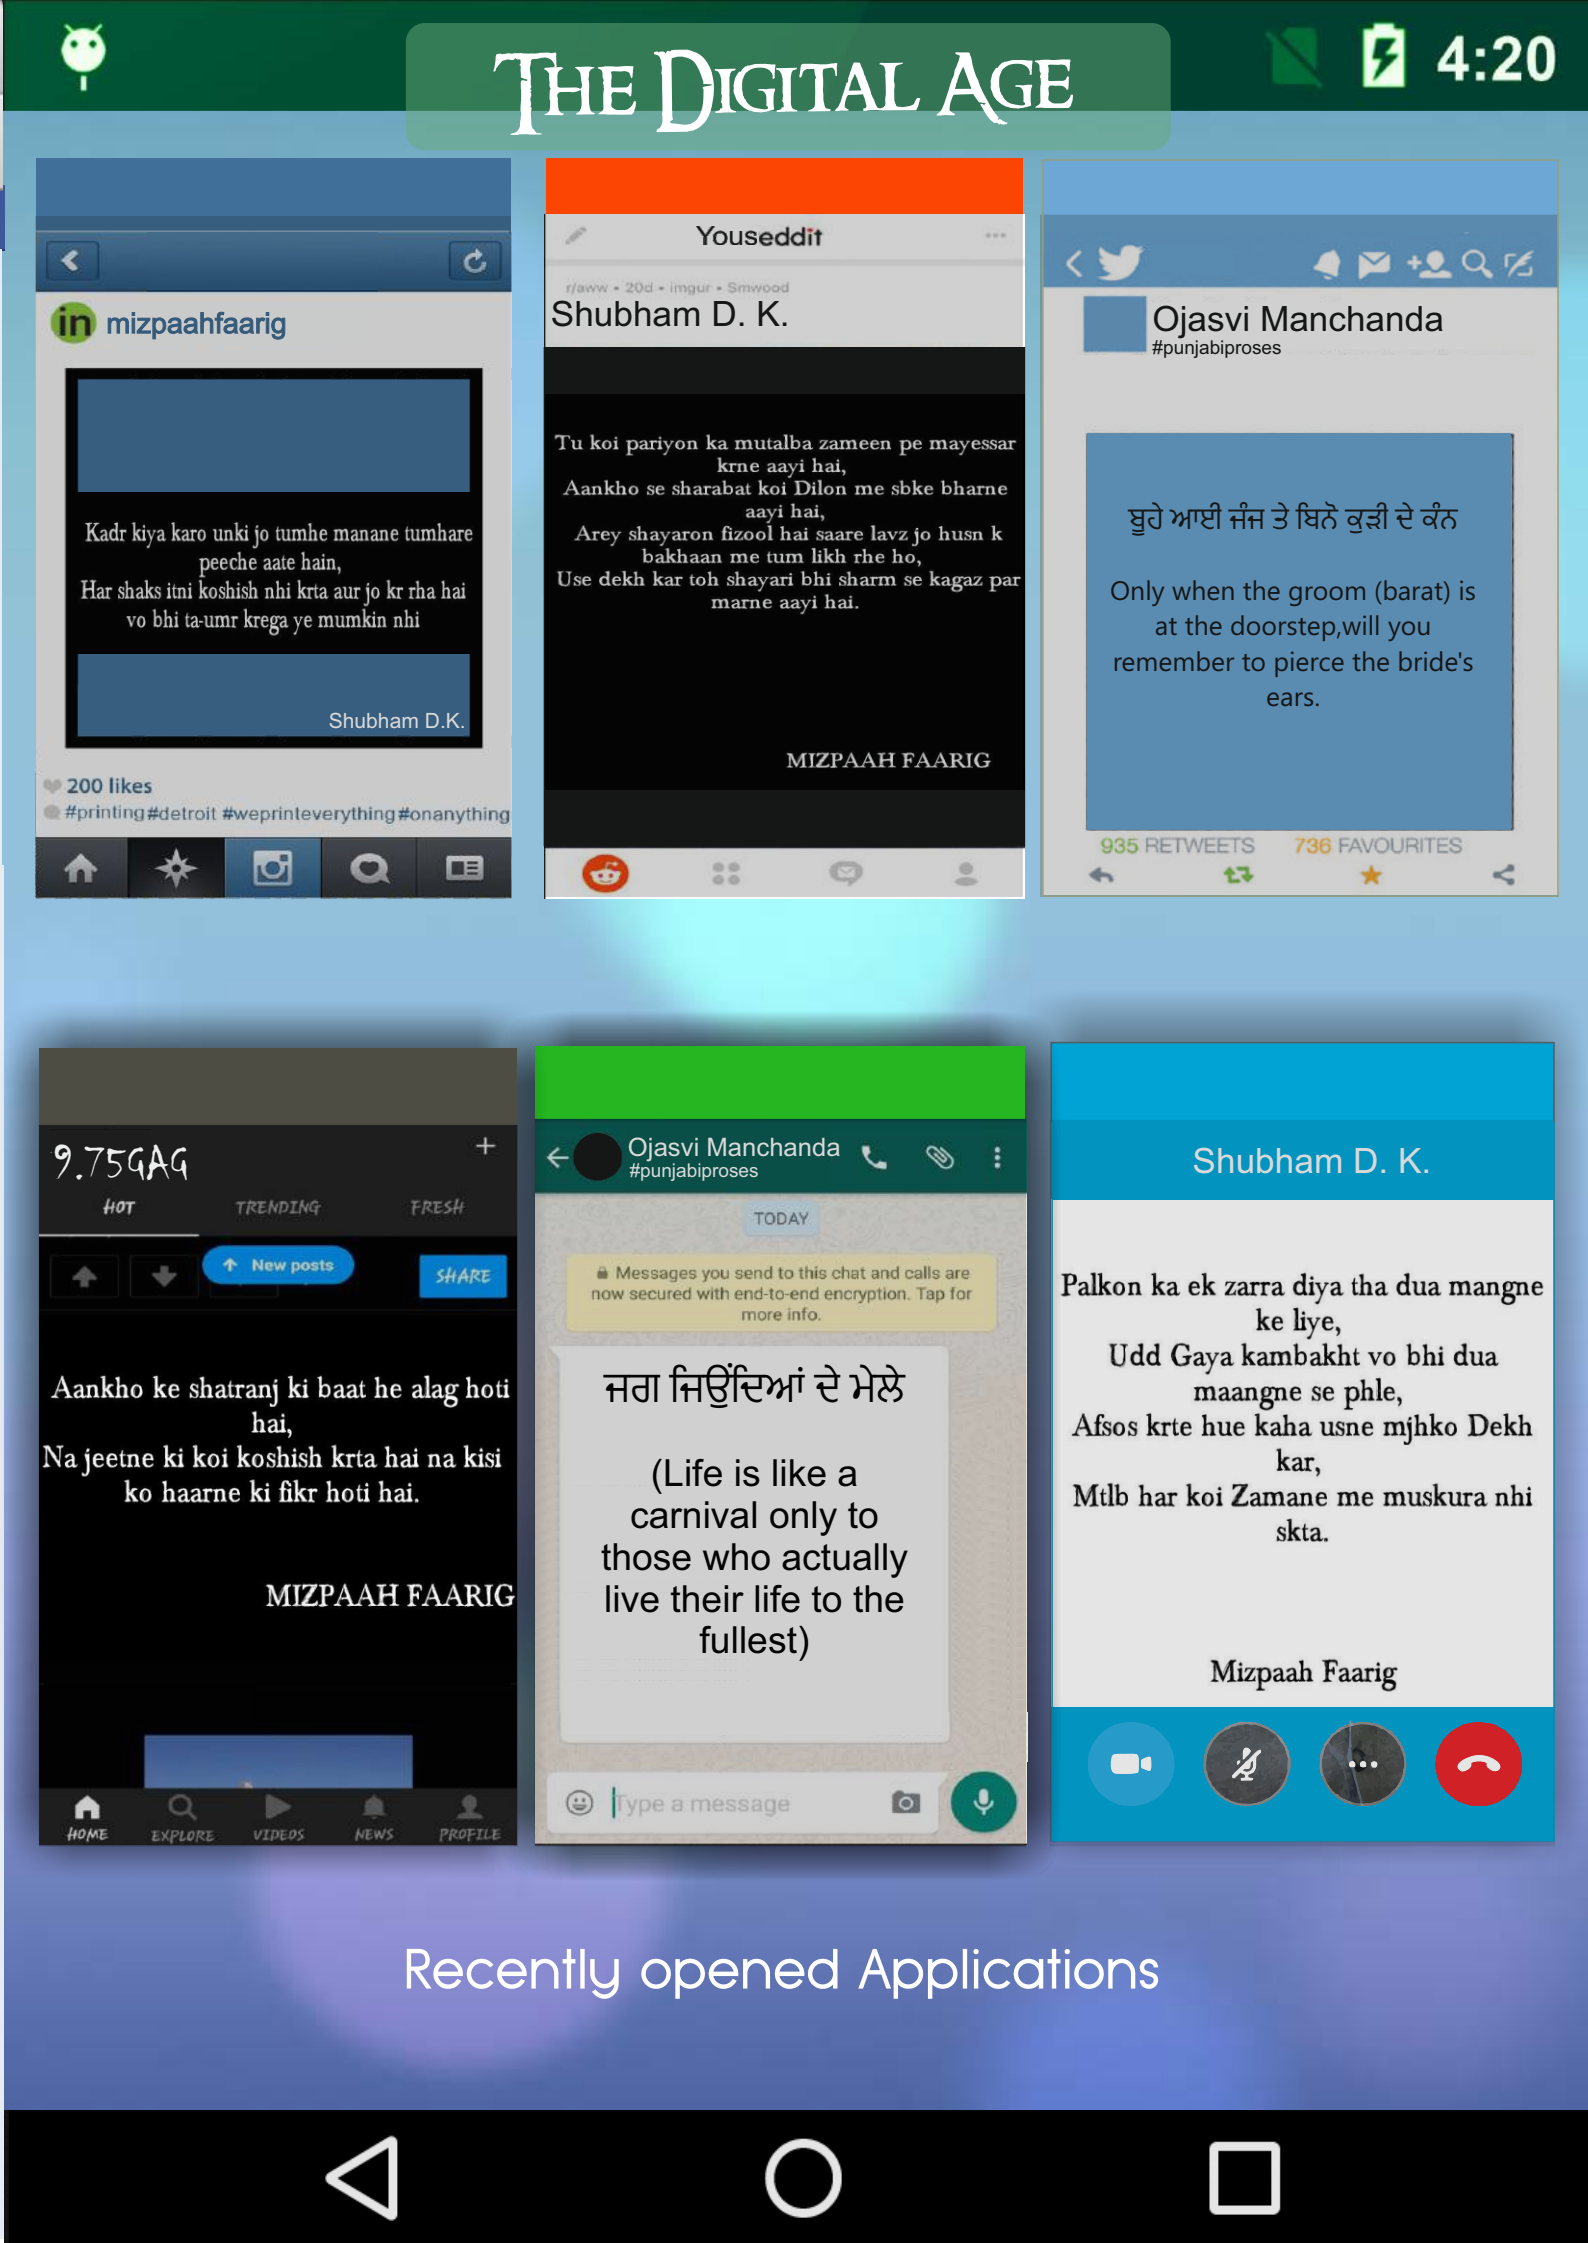 The Digital Age
4:20
in mizpaahfaarig
Kadr kiya karo unki jo tumhe manane tumhare
peeche aate hain,
Har shaks itni koshish nhi krta aur jo kr rha hai
vo bhi ta-umr krega ye mumkin nhi
Shubham D.K.
200 likes
#printing #detroit #weprinteverything #onanything
Youseddit
r/aww • 20d • imgur • Smwood
Shubham D. K.
Tu koi pariyon ka mutalba zameen pe mayessar
krne aayi hai,
Aankho se sharabat koi Dilon me sbke bharne
aayi hai,
Arey shayaron fizool hai saare lavz jo husn k
bakhaan me tum likh rhe ho,
Use dekh kar toh shayari bhi sharm se kagaz par
marne aayi hai.
MIZPAAH FAARIG
Ojasvi Manchanda
#punjabiproses
ਬੂਹੇ ਆਈ ਜੰਜ ਤੇ ਬਿਨੋ ਕੁੜੀ ਦੇ ਕੰਨ
Only when the groom (barat) is
at the doorstep,will you
remember to pierce the bride's
ears.
935 RETWEETS 736 FAVOURITES
9.75GAG
HOT TRENDING FRESH
New posts
SHARE
Aankho ke shatranj ki baat he alag hoti
hai,
Na jeetne ki koi koshish krta hai na kisi
ko haarne ki fikr hoti hai.
MIZPAAH FAARIG
HOME EXPLORE VIDEOS NEWS PROFILE
Ojasvi Manchanda
#punjabiproses
TODAY
Messages you send to this chat and calls are
now secured with end-to-end encryption. Tap for
more info.
ਜਗ ਜਿਉਂਦਿਆਂ ਦੇ ਮੇਲੇ
(Life is like a
carnival only to
those who actually
live their life to the
fullest)
Type a message
Shubham D. K.
Palkon ka ek zarra diya tha dua mangne
ke liye,
Udd Gaya kambakht vo bhi dua
maangne se phle,
Afsos krte hue kaha usne mjhko Dekh
kar,
Mtlb har koi Zamane me muskura nhi
skta.
Mizpaah Faarig
Recently opened Applications